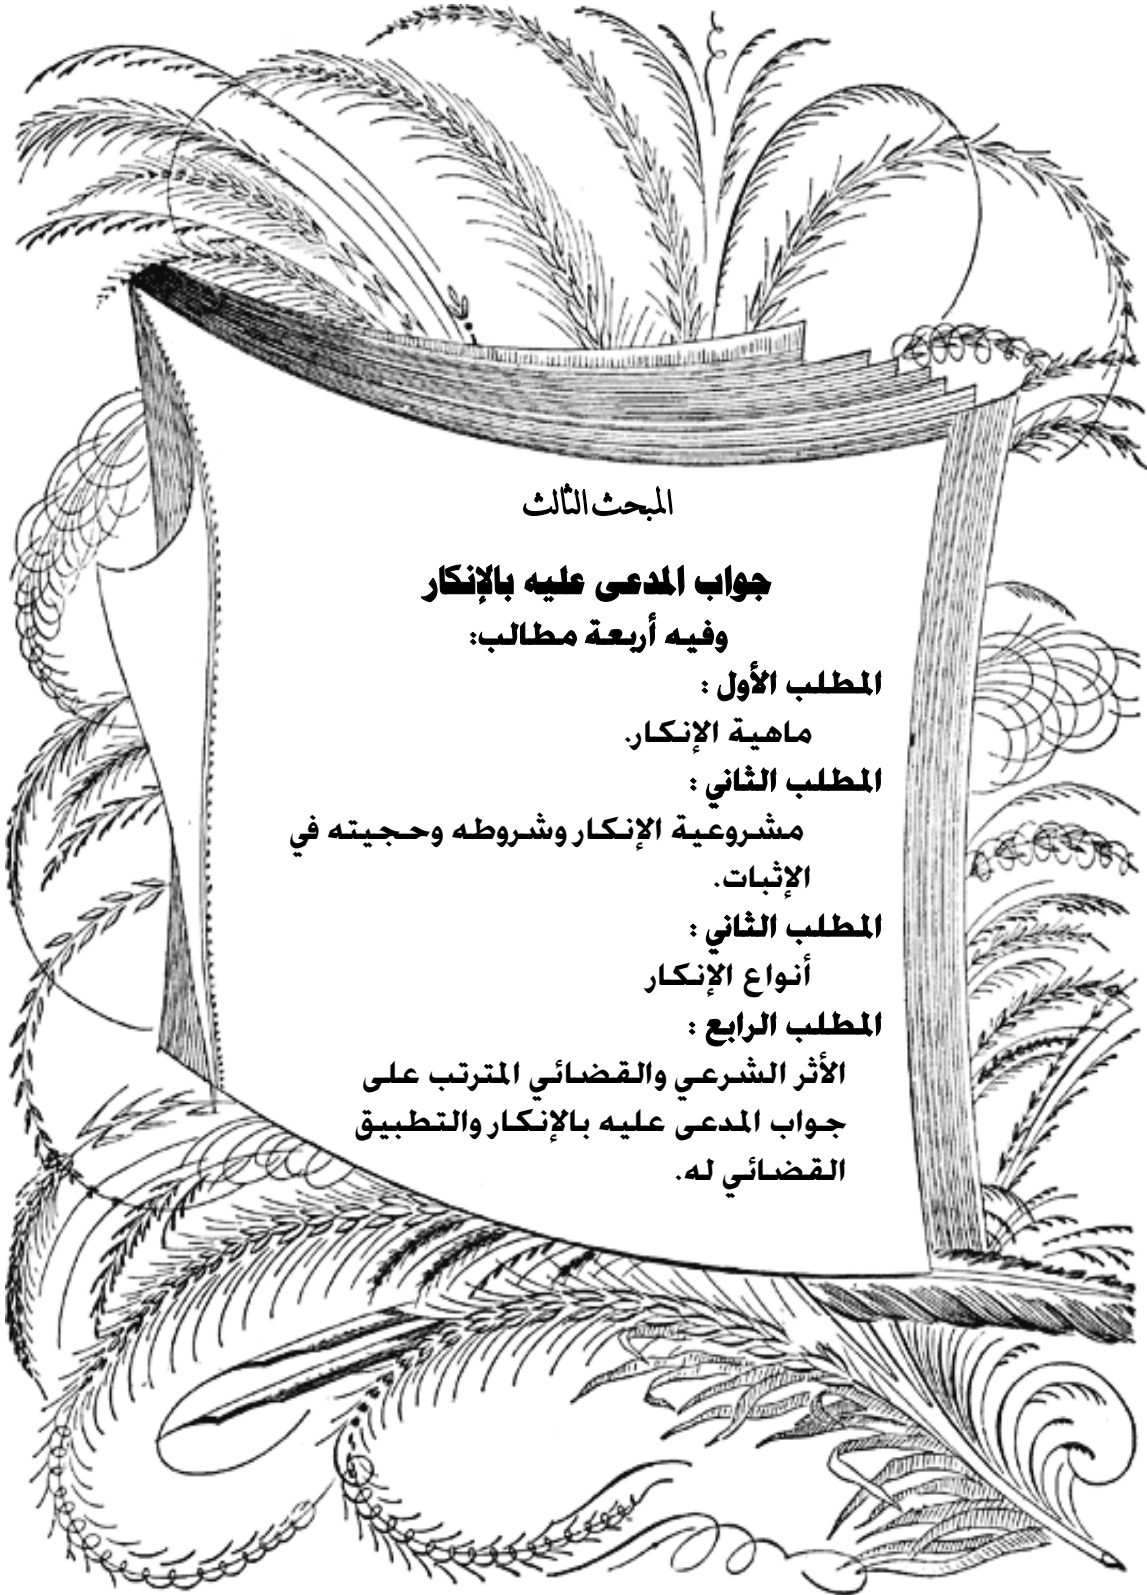 المبحث الثالث
جواب المدعى عليه بالإنكار
وفيه أربعة مطالب:
المطلب الأول :
ماهية الإنكار.
المطلب الثاني :
مشروعية الإنكار وشروطه وحجيته في
الإثبات.
المطلب الثاني :
أنواع الإنكار
المطلب الرابع :
الأثر الشرعي والقضائي المترتب على
جواب المدعى عليه بالإنكار والتطبيق
القضائي له.